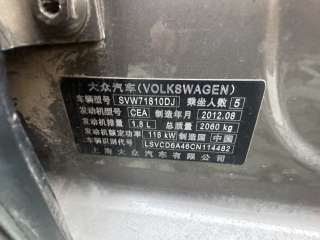 大众汽车(VOLKSWAGEN)
车辆型号 SVW71810DJ 乘坐人数 5
发动机型号 CEA 制造年月 2012.08
发动机排量 1.8 L 总质量 2060 kg
发动机额定功率 118 kW 制造国 中国
车辆识别代号 LSVCD6A46CN114482
上海大众汽车有限公司